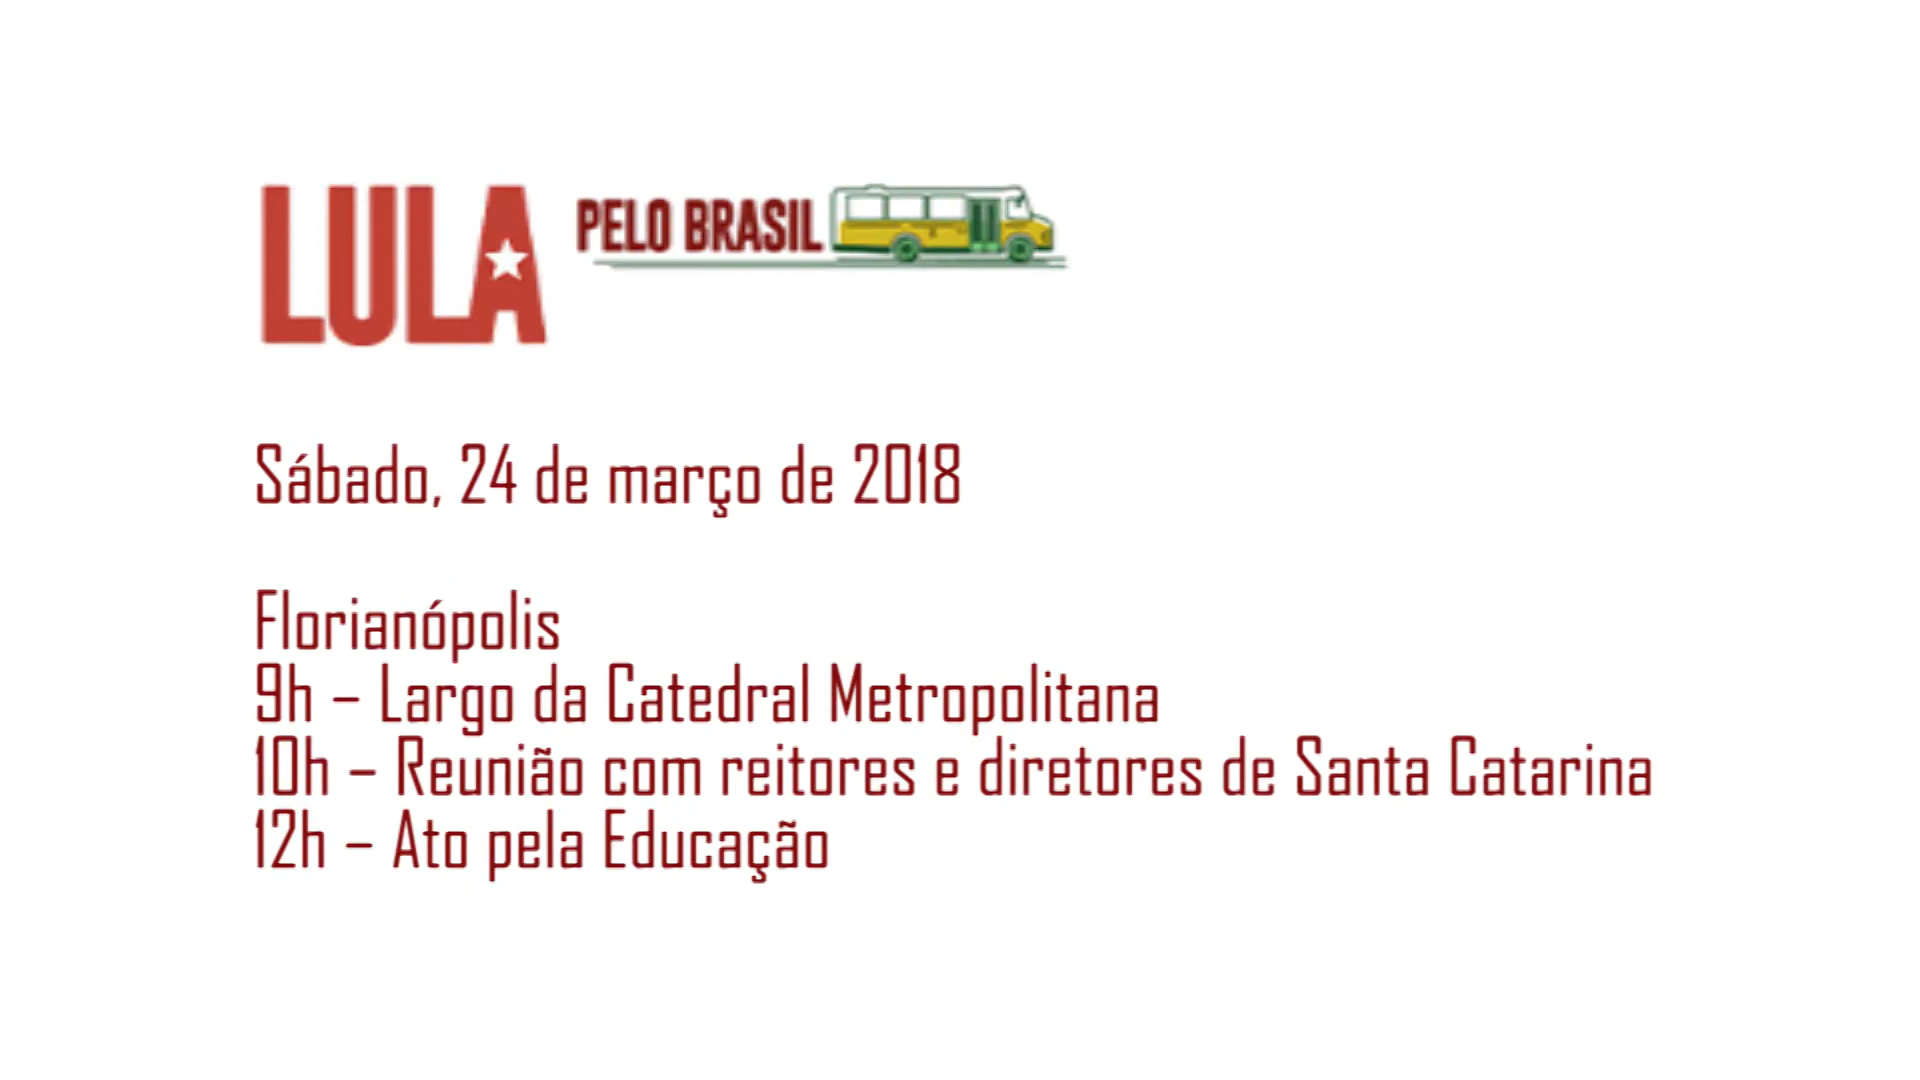 LULA PELO BRASIL
Sábado, 24 de março de 2018
Florianópolis
9h – Largo da Catedral Metropolitana
10h – Reunião com reitores e diretores de Santa Catarina
12h – Ato pela Educação